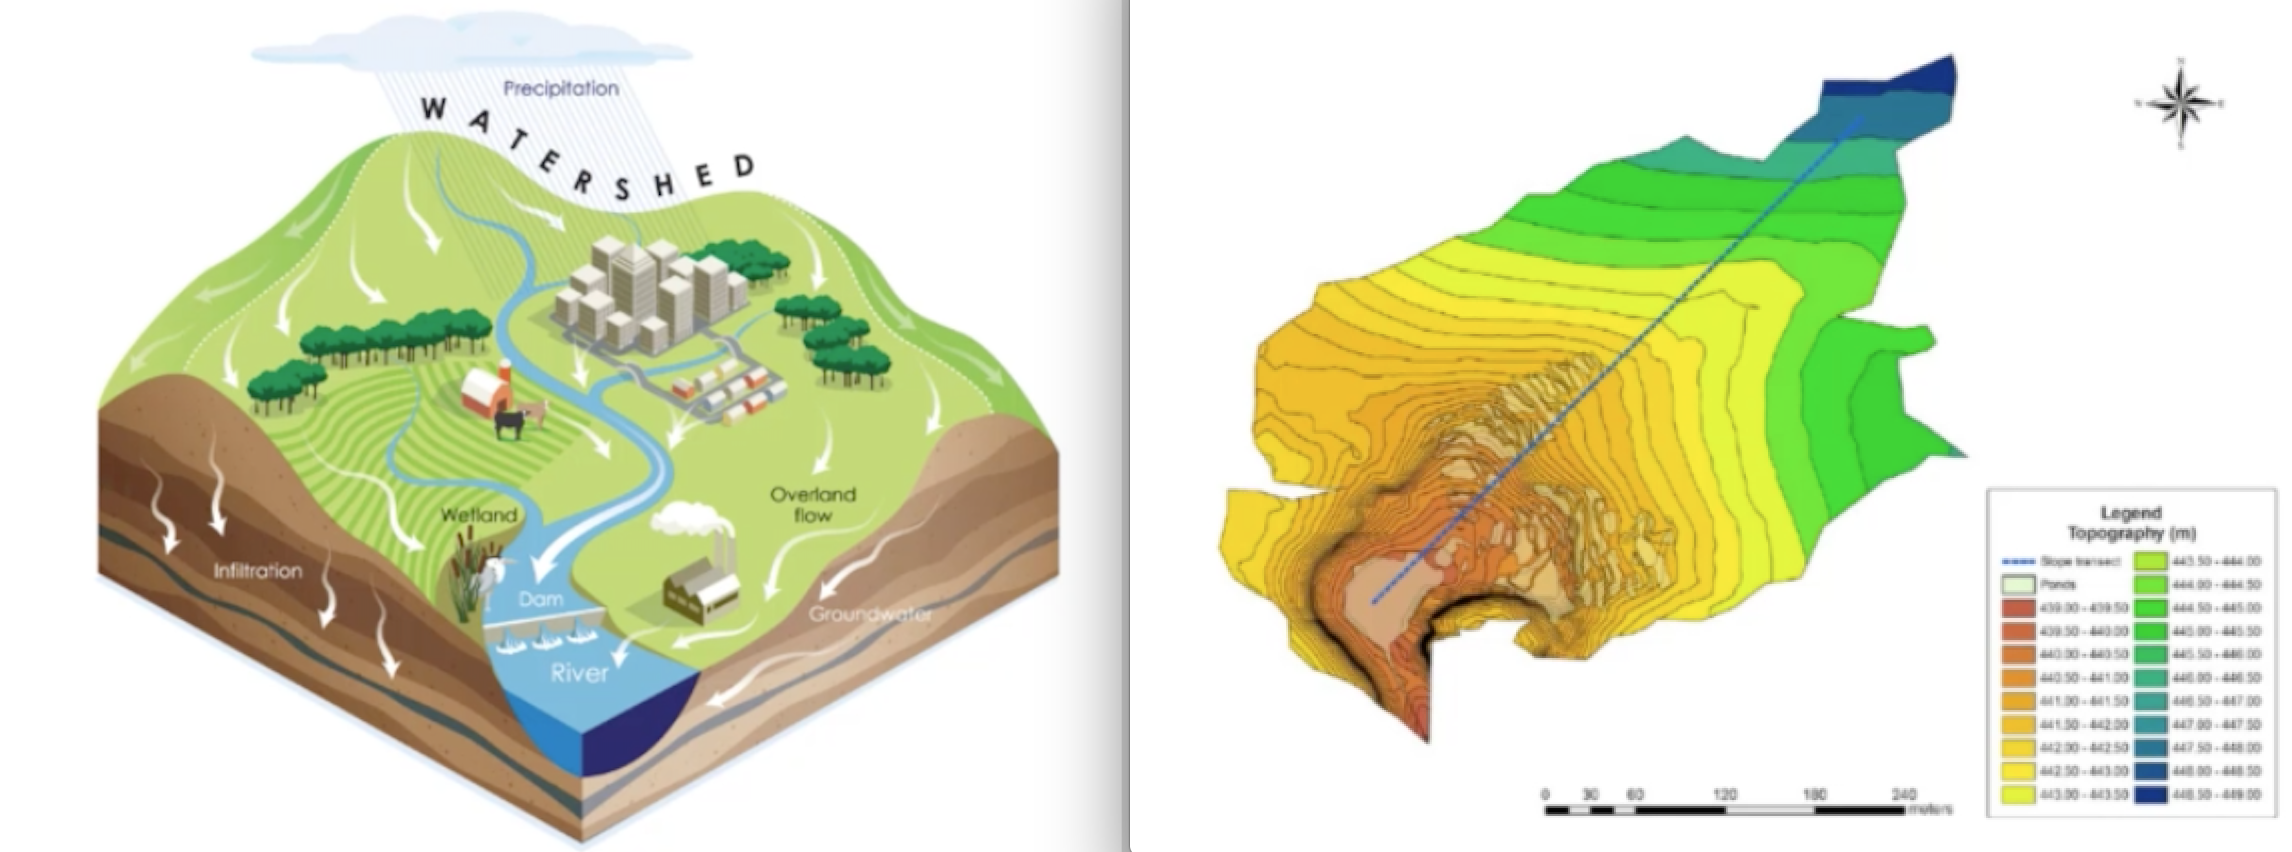 Precipitation
WATERSHED
Wetland
Overland
flow
Infiltration
Dam
Groundwater
River
N
Legend
Topography (m)
Slope transect
Ponds
439.00 - 439.50
439.50 - 440.00
440.00 - 440.50
440.50 - 441.00
441.00 - 441.50
441.50 - 442.00
442.00 - 442.50
442.50 - 443.00
443.00 - 443.50
443.50 - 444.00
444.00 - 444.50
444.50 - 445.00
445.00 - 445.50
445.50 - 446.00
446.00 - 446.50
446.50 - 447.00
447.00 - 447.50
447.50 - 448.00
448.00 - 448.50
448.50 - 449.00
0 30 60 120 180 240
meters